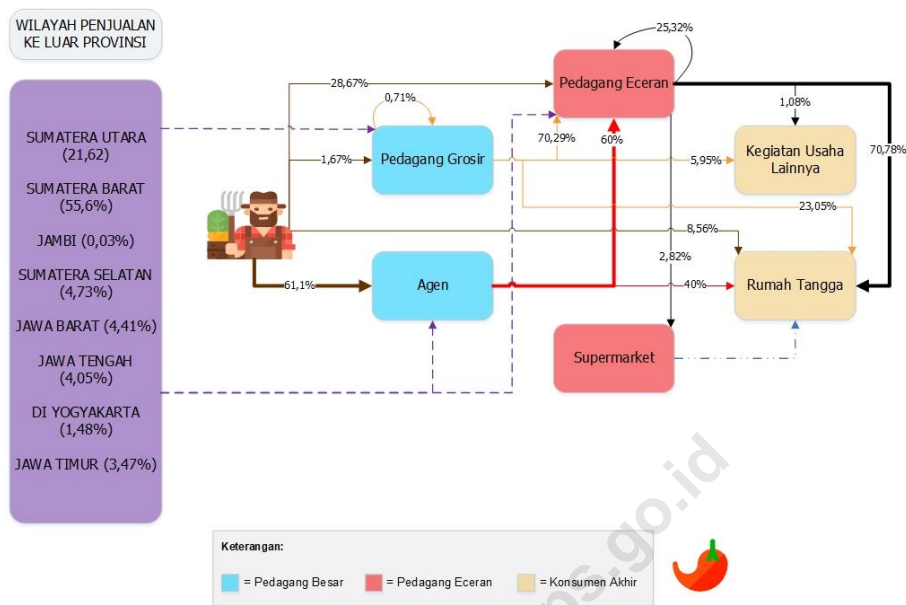 WILAYAH PENJUALAN
KE LUAR PROVINSI
SUMATERA UTARA
(21,62)
SUMATERA BARAT
(55,6%)
JAMBI (0,03%)
SUMATERA SELATAN
(4,73%)
JAWA BARAT (4,41%)
JAWA TENGAH
(4,05%)
DI YOGYAKARTA
(1,48%)
JAWA TIMUR (3,47%)
25,32%
Pedagang Eceran
28,67%
0,71%
1,08%
Pedagang Grosir
1,67%
70,29%
60%
5,95%
Kegiatan Usaha
Lainnya
70,78%
23,05%
8,56%
61,1%
Agen
2,82%
40%
Rumah Tangga
Supermarket
Keterangan:
= Pedagang Besar
= Pedagang Eceran
= Konsumen Akhir
ps.go.id